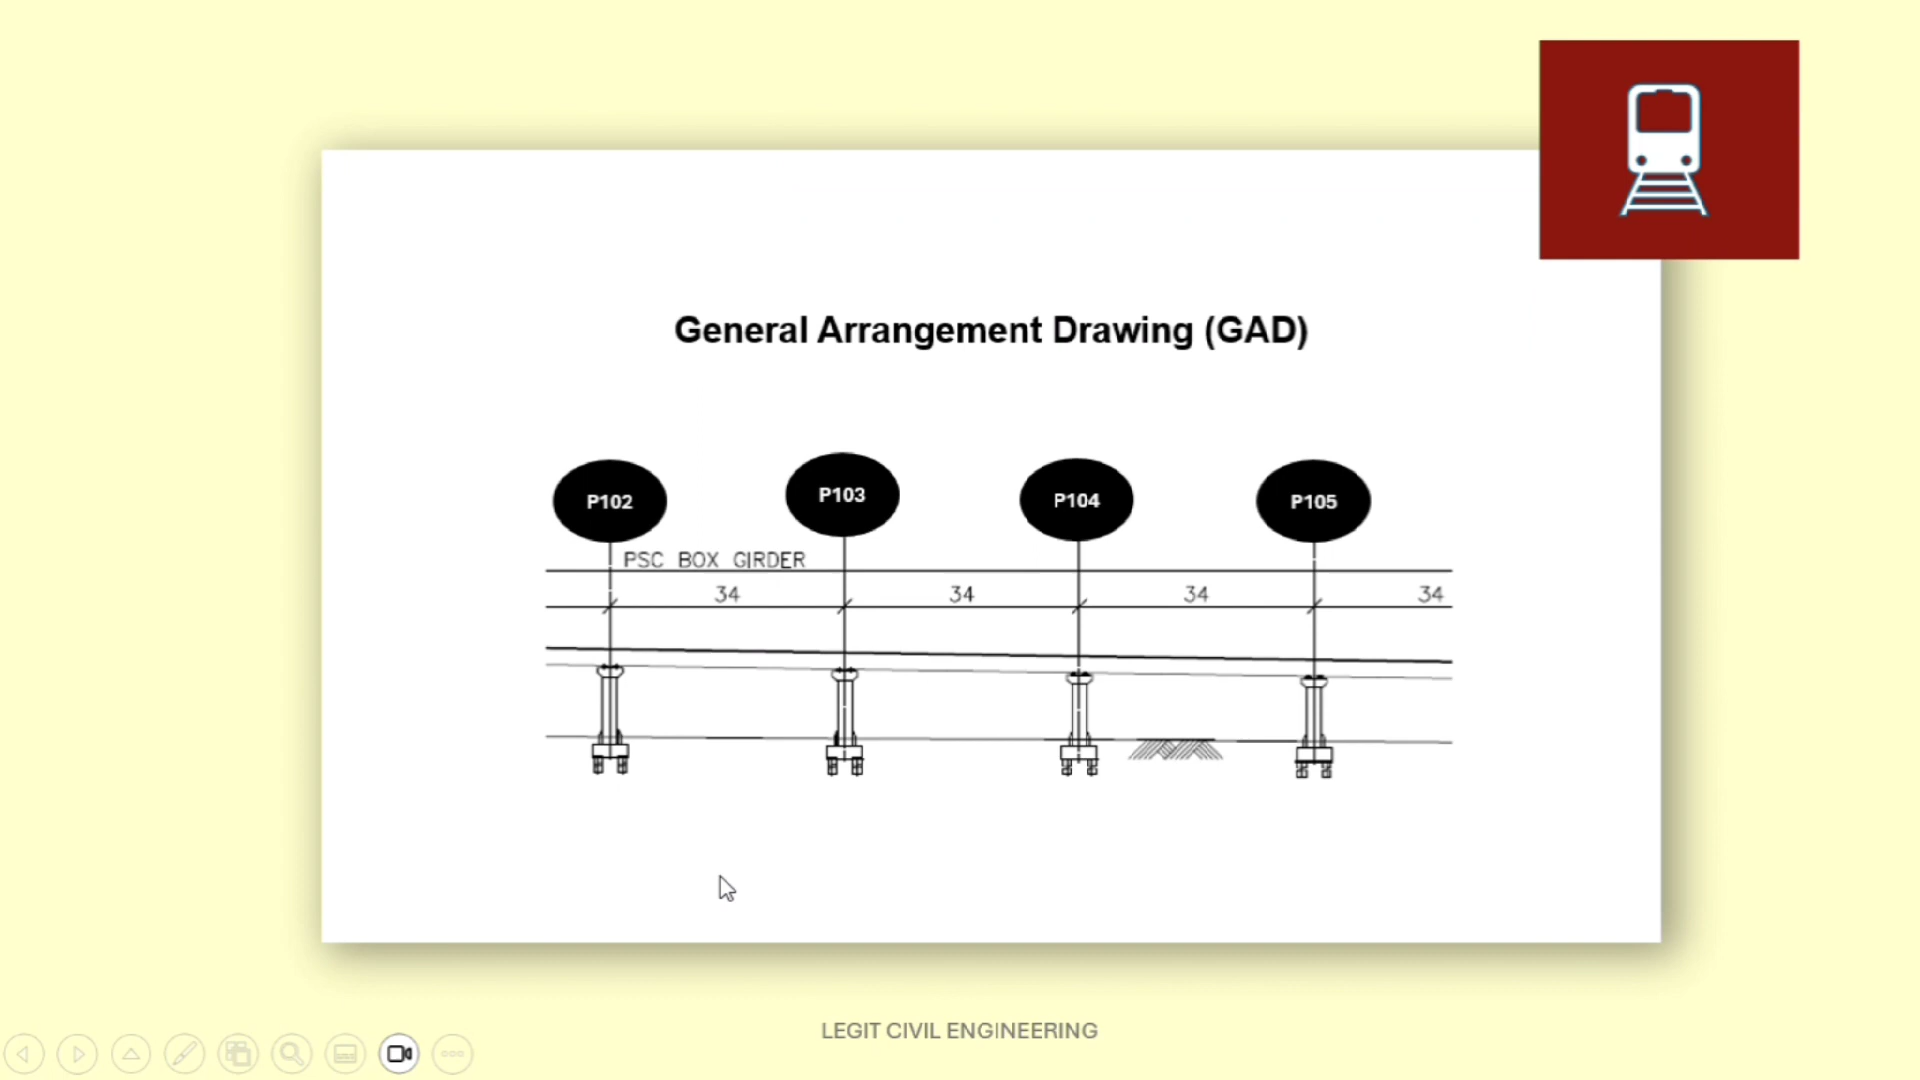 General Arrangement Drawing (GAD)
P102
P103
P104
P105
PSC BOX GIRDER
34
34
34
34
LEGIT CIVIL ENGINEERING